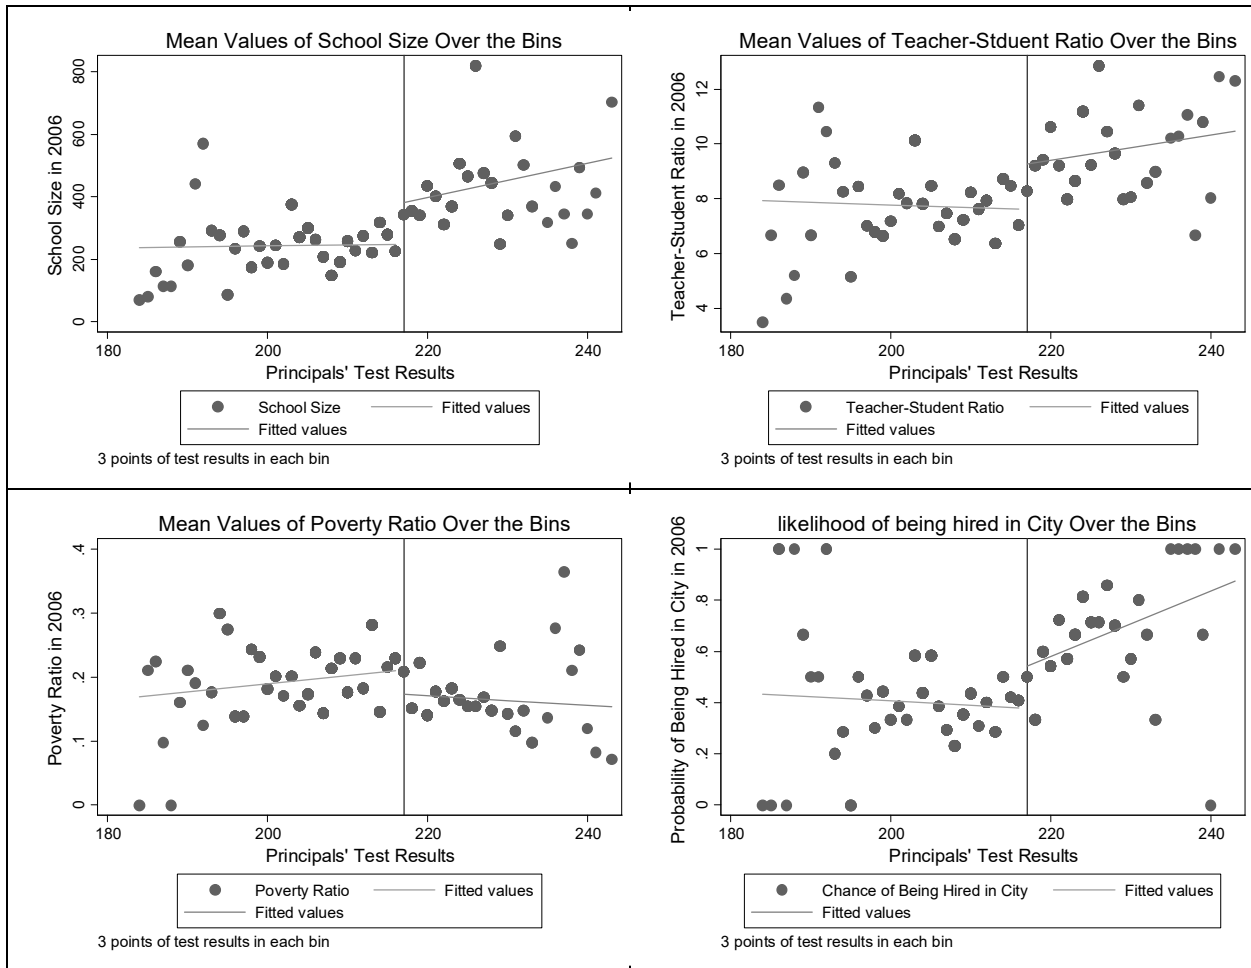 Mean Values of School Size Over the Bins
School Size in 2006
800
600
400
200
0
180
200
220
240
Principals' Test Results
School Size
Fitted values
Fitted values
3 points of test results in each bin
Mean Values of Teacher-Stduent Ratio Over the Bins
Teacher-Student Ratio in 2006
12
10
8
6
4
180
200
220
240
Principals' Test Results
Teacher-Student Ratio
Fitted values
Fitted values
3 points of test results in each bin
Mean Values of Poverty Ratio Over the Bins
Poverty Ratio in 2006
.4
.3
.2
.1
0
180
200
220
240
Principals' Test Results
Poverty Ratio
Fitted values
Fitted values
3 points of test results in each bin
likelihood of being hired in City Over the Bins
Probability of Being Hired in City in 2006
1
.8
.6
.4
.2
0
180
200
220
240
Principals' Test Results
Chance of Being Hired in City
Fitted values
Fitted values
3 points of test results in each bin